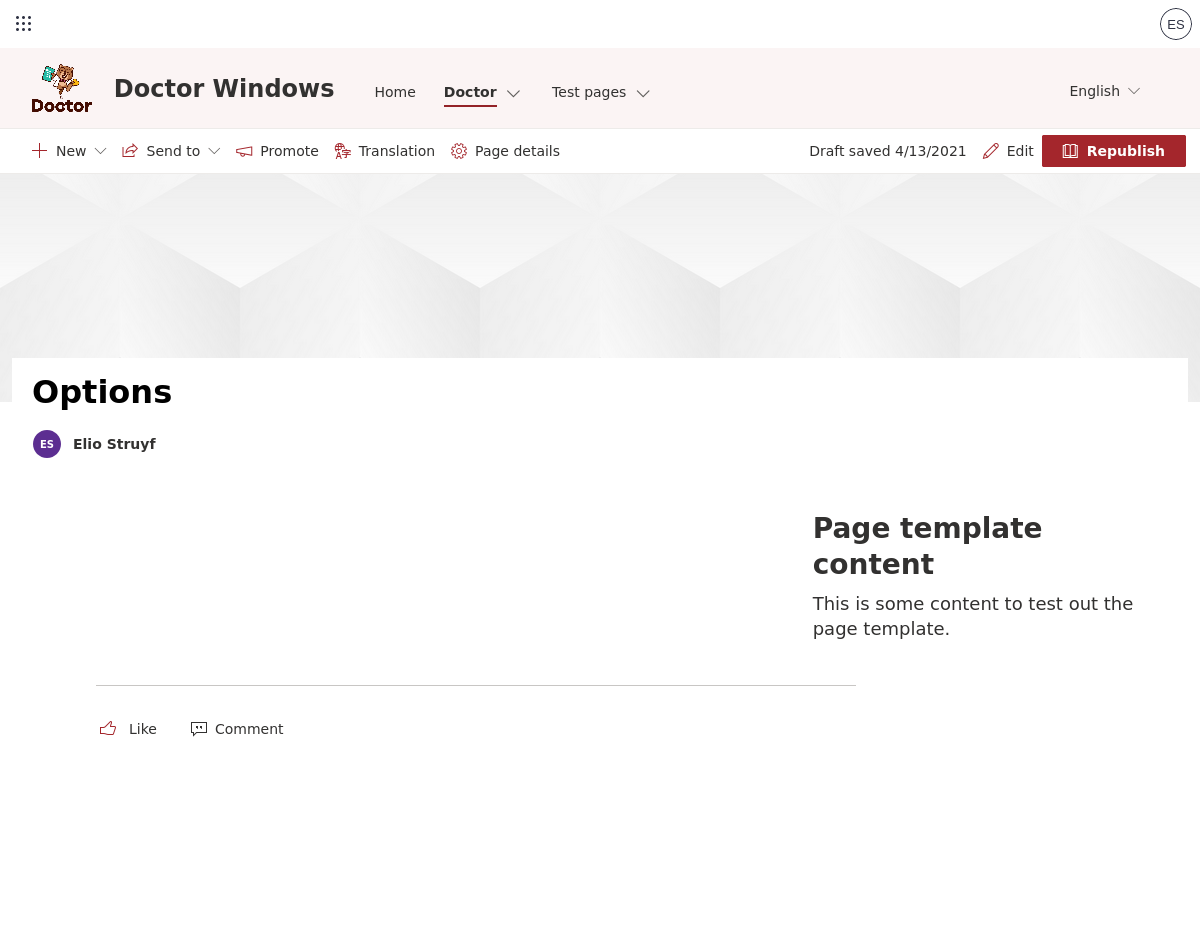 ES
Doctor
Doctor Windows
Home
Doctor
Test pages
English
New
Send to
Promote
Translation
Page details
Draft saved 4/13/2021
Edit
Republish
Options
ES
Elio Struyf
Page template
content
This is some content to test out the
page template.
Like
Comment